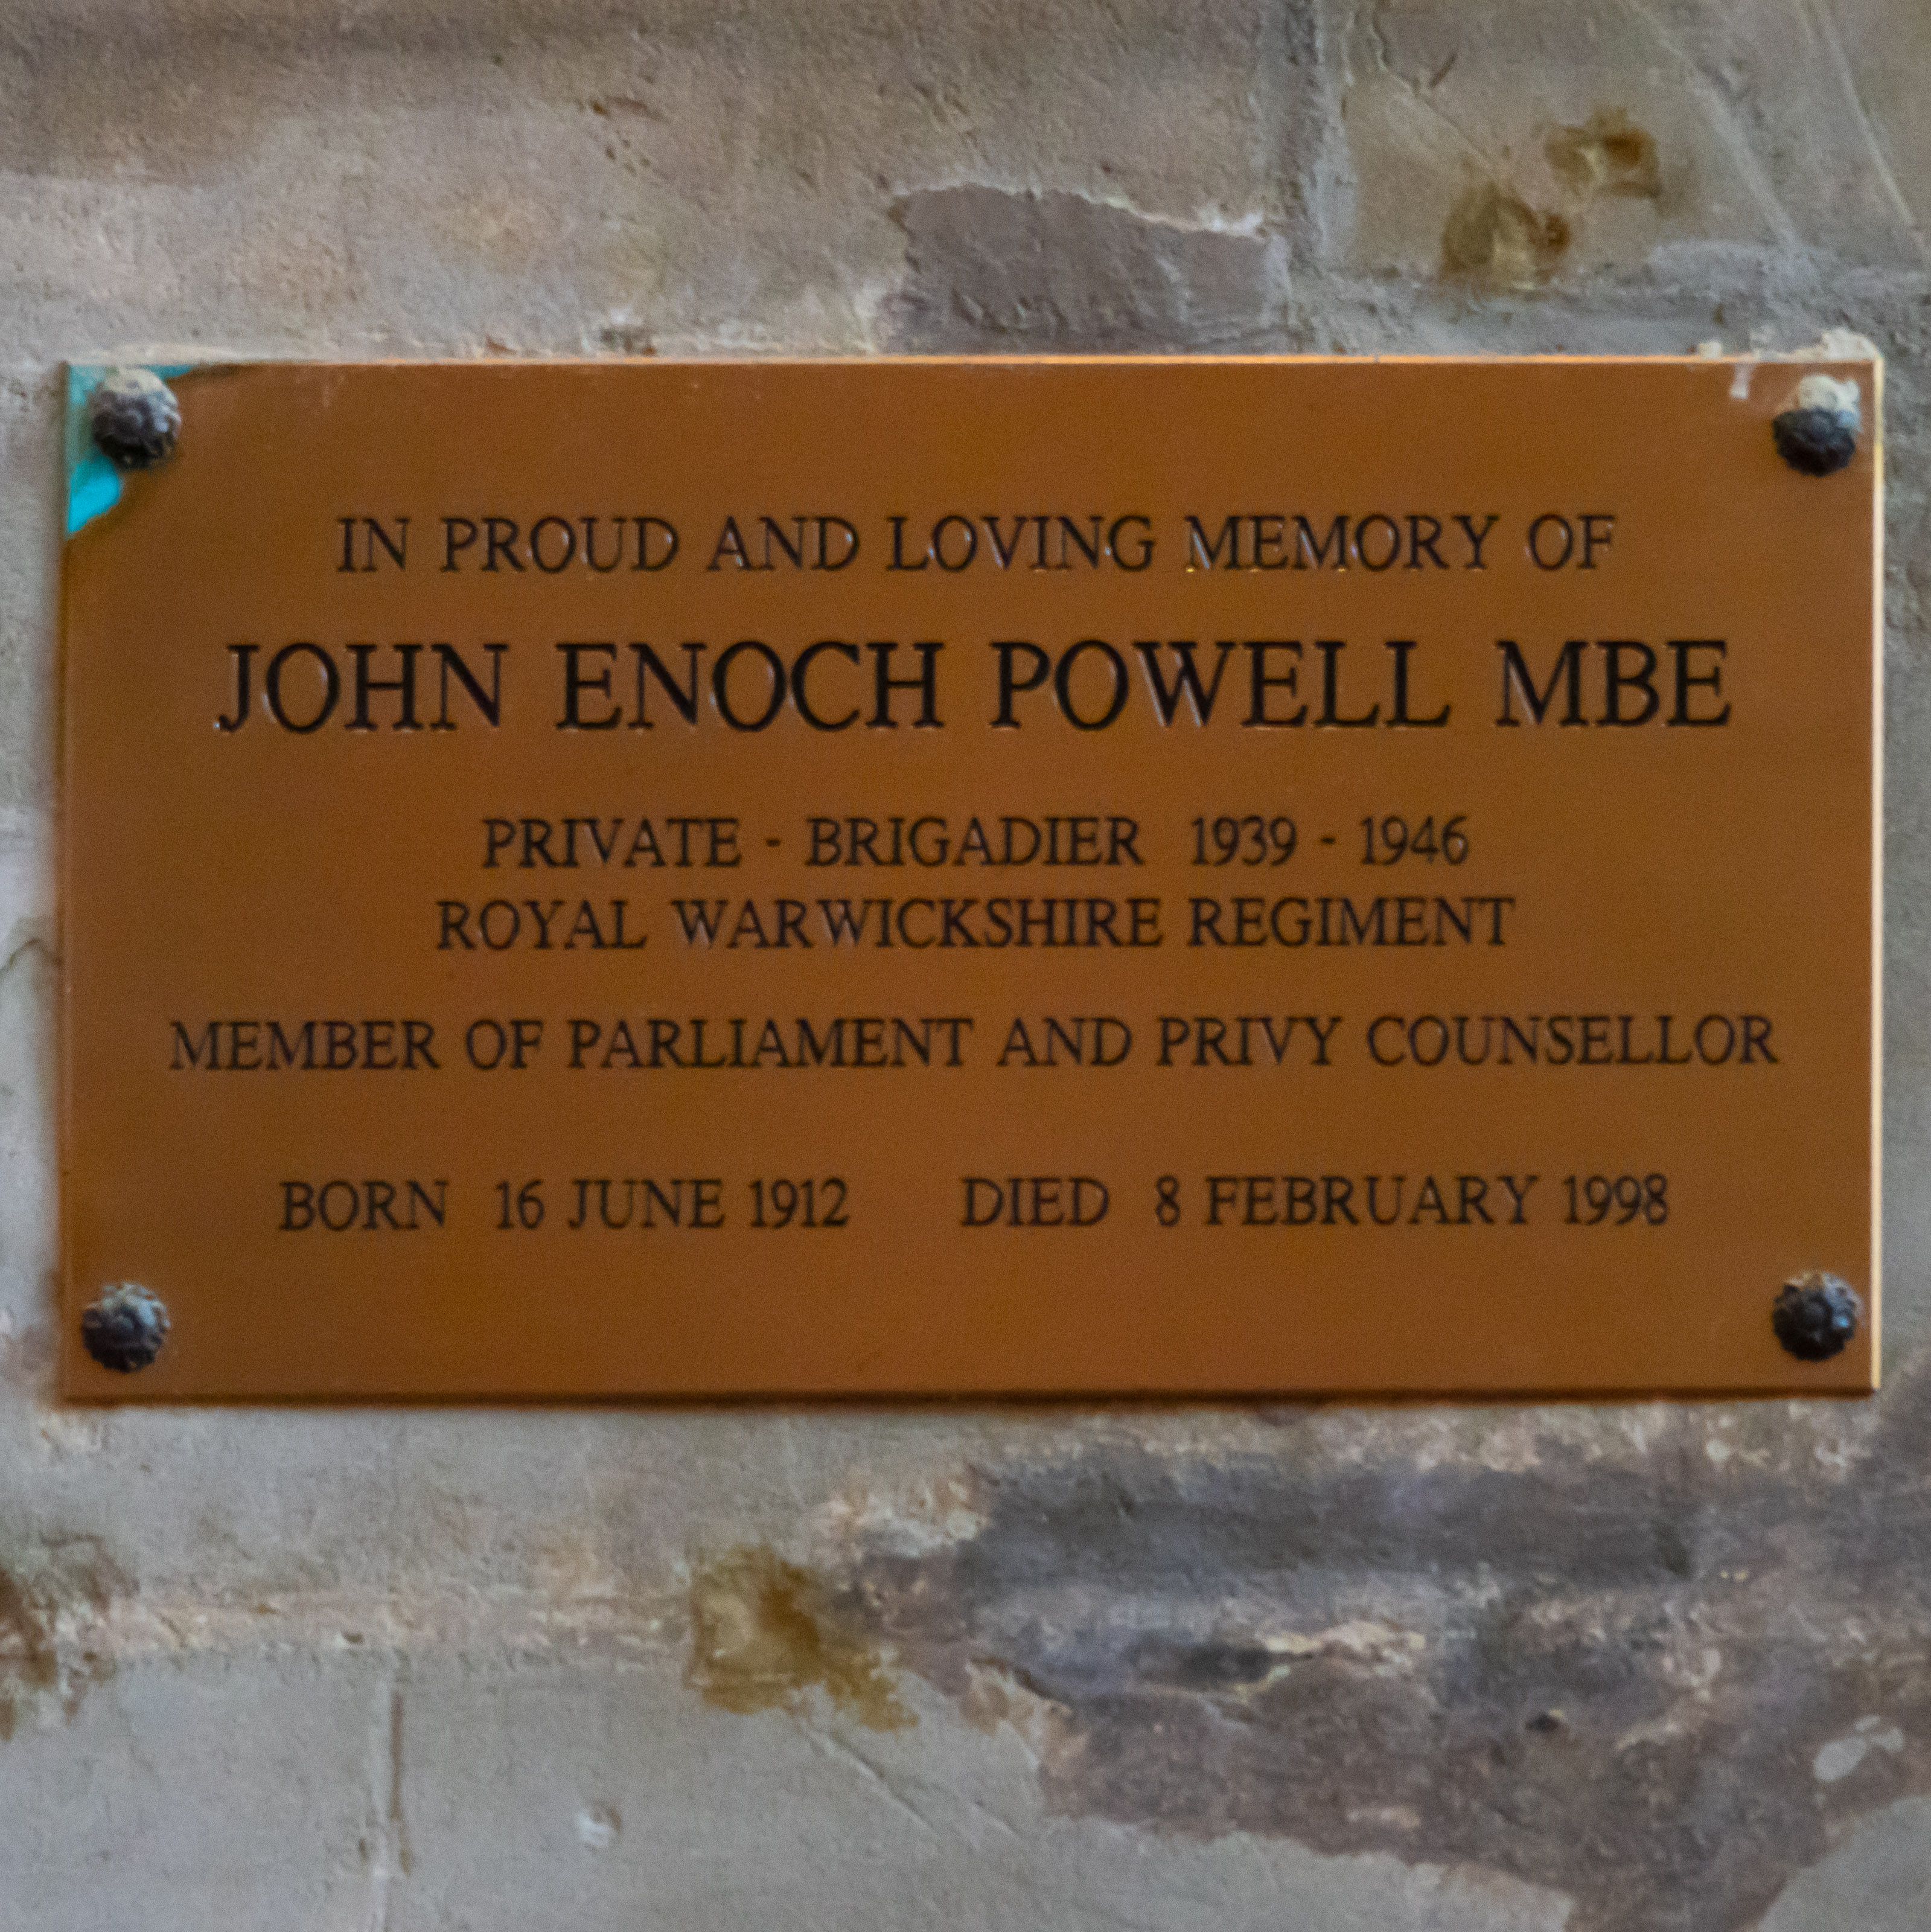 IN PROUD AND LOVING MEMORY OF
JOHN ENOCH POWELL MBE
PRIVATE - BRIGADIER 1939 - 1946
ROYAL WARWICKSHIRE REGIMENT
MEMBER OF PARLIAMENT AND PRIVY COUNSELLOR
BORN 16 JUNE 1912 DIED 8 FEBRUARY 1998